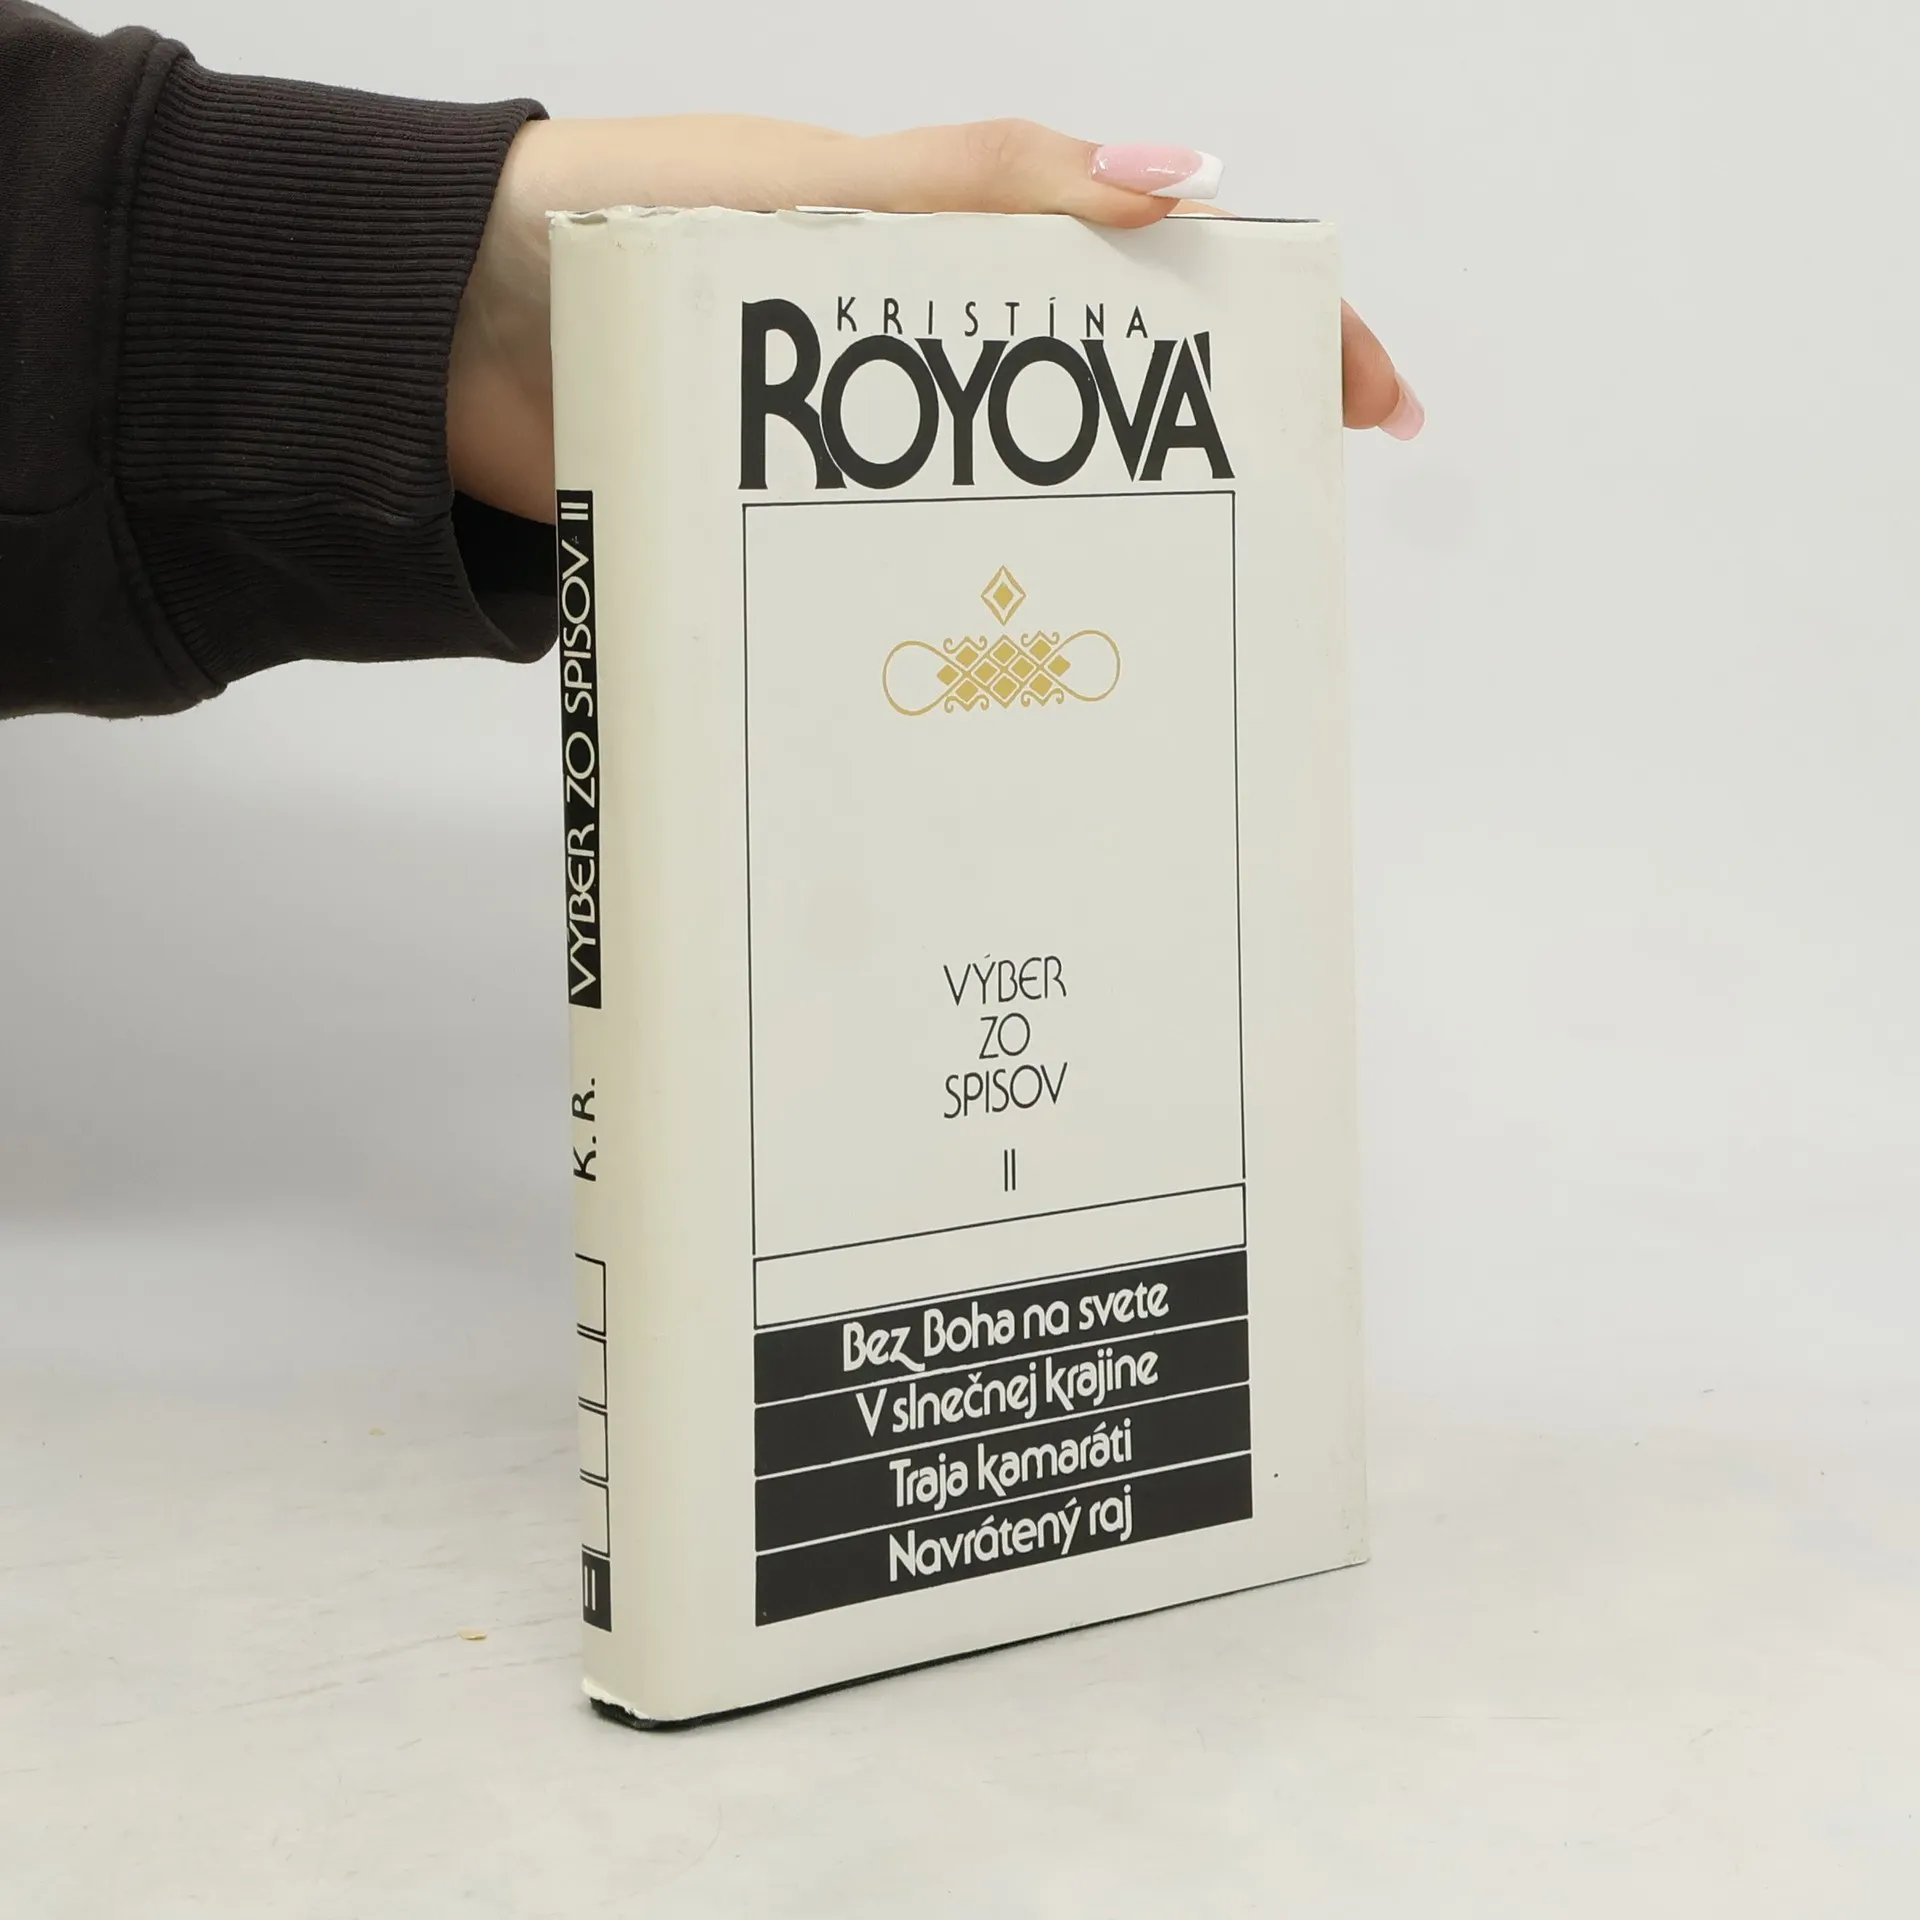 KRISTÍNA
ROYOVÁ
VÝBER
ZO
SPISOV
II
Bez Boha na svete
V slnečnej krajine
Traja kamaráti
Navrátený raj
K. R. VÝBER ZO SPISOV II
II